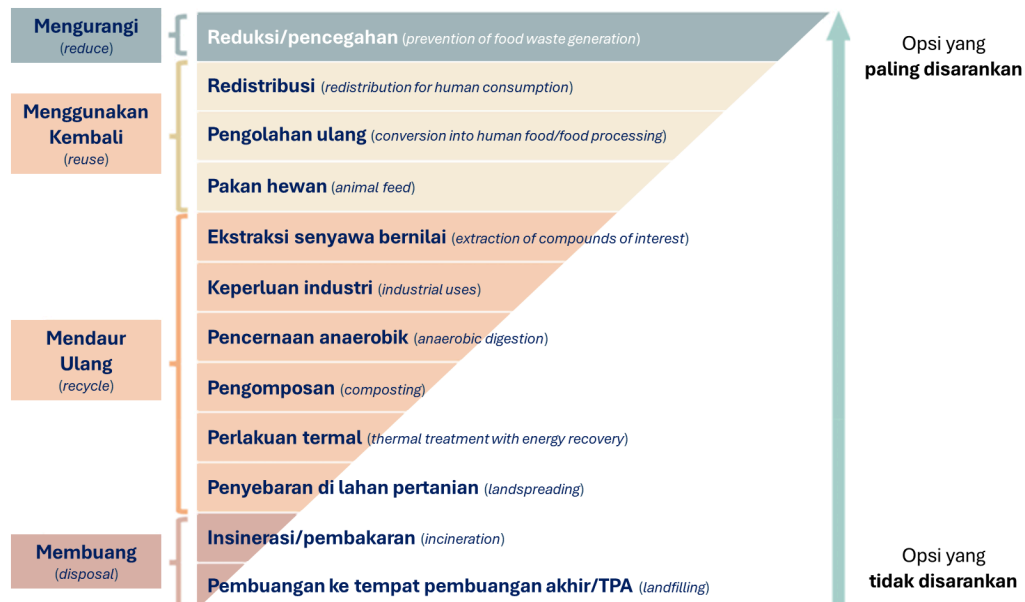 Mengurangi
(reduce)
Reduksi/pencegahan (prevention of food waste generation)
Opsi yang
paling disarankan
Menggunakan
Kembali
(reuse)
Redistribusi (redistribution for human consumption)
Pengolahan ulang (conversion into human food/food processing)
Pakan hewan (animal feed)
Mendaur
Ulang
(recycle)
Ekstraksi senyawa bernilai (extraction of compounds of interest)
Keperluan industri (industrial uses)
Pencernaan anaerobik (anaerobic digestion)
Pengomposan (composting)
Perlakuan termal (thermal treatment with energy recovery)
Penyebaran di lahan pertanian (landspreading)
Membuang
(disposal)
Insinerasi/pembakaran (incineration)
Pembuangan ke tempat pembuangan akhir/TPA (landfilling)
Opsi yang
tidak disarankan